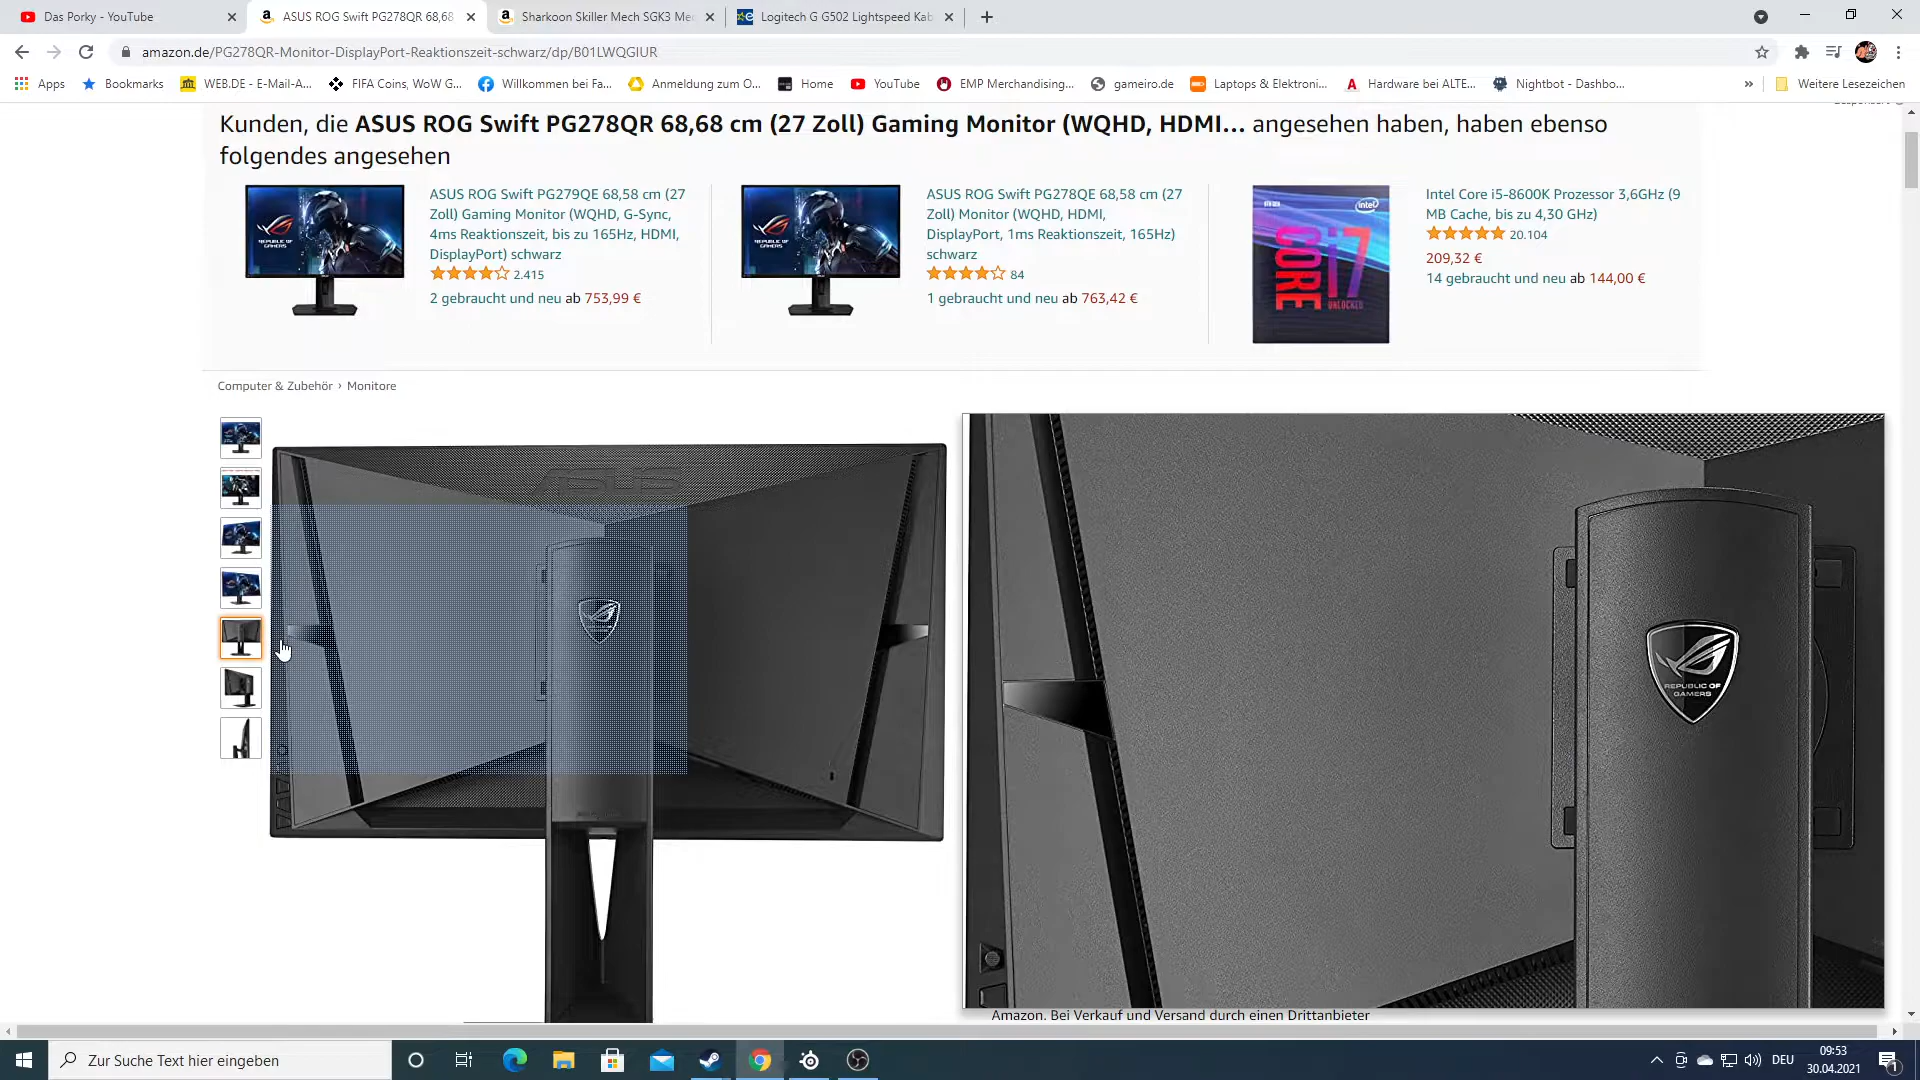 Das Porky - YouTube
ASUS ROG Swift PG278QR 68,68
Sharkoon Skiller Mech SGK3 Me
Logitech G G502 Lightspeed Kab
amazon.de/PG278QR-Monitor-DisplayPort-Reaktionszeit-schwarz/dp/B01LWQGIUR
Apps
Bookmarks
WEB.DE - E-Mail-A...
FIFA Coins, WoW G...
Willkommen bei Fa...
Anmeldung zum O...
Home
YouTube
EMP Merchandising...
gameiro.de
Laptops & Elektroni...
Hardware bei ALTE...
Nightbot - Dashbo...
»
Weitere Lesezeichen
Kunden, die ASUS ROG Swift PG278QR 68,68 cm (27 Zoll) Gaming Monitor (WQHD, HDMI… angesehen haben, haben ebenso
folgendes angesehen
ASUS ROG Swift PG279QE 68,58 cm (27
Zoll) Gaming Monitor (WQHD, G-Sync,
4ms Reaktionszeit, bis zu 165Hz, HDMI,
DisplayPort) schwarz
2.415
2 gebraucht und neu ab 753,99 €
ASUS ROG Swift PG278QE 68,58 cm (27
Zoll) Monitor (WQHD, HDMI,
DisplayPort, 1ms Reaktionszeit, 165Hz)
schwarz
84
1 gebraucht und neu ab 763,42 €
intel
CORE i7
UNLOCKED
Intel Core i5-8600K Prozessor 3,6GHz (9
MB Cache, bis zu 4,30 GHz)
20.104
209,32 €
14 gebraucht und neu ab 144,00 €
Computer & Zubehör › Monitore
ASUS
REPUBLIC OF
GAMERS
Amazon. Bei Verkauf und Versand durch einen Drittanbieter
Zur Suche Text hier eingeben
DEU
09:53
30.04.2021
1